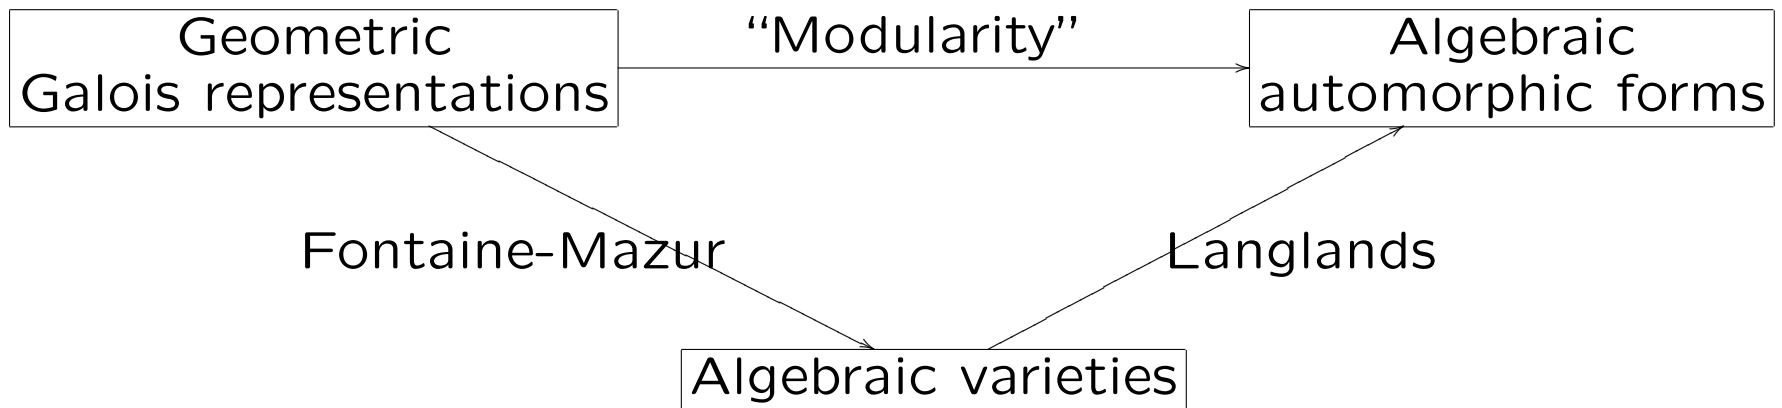 Geometric
Galois representations
“Modularity”
Algebraic
automorphic forms
Fontaine-Mazur
Langlands
Algebraic varieties